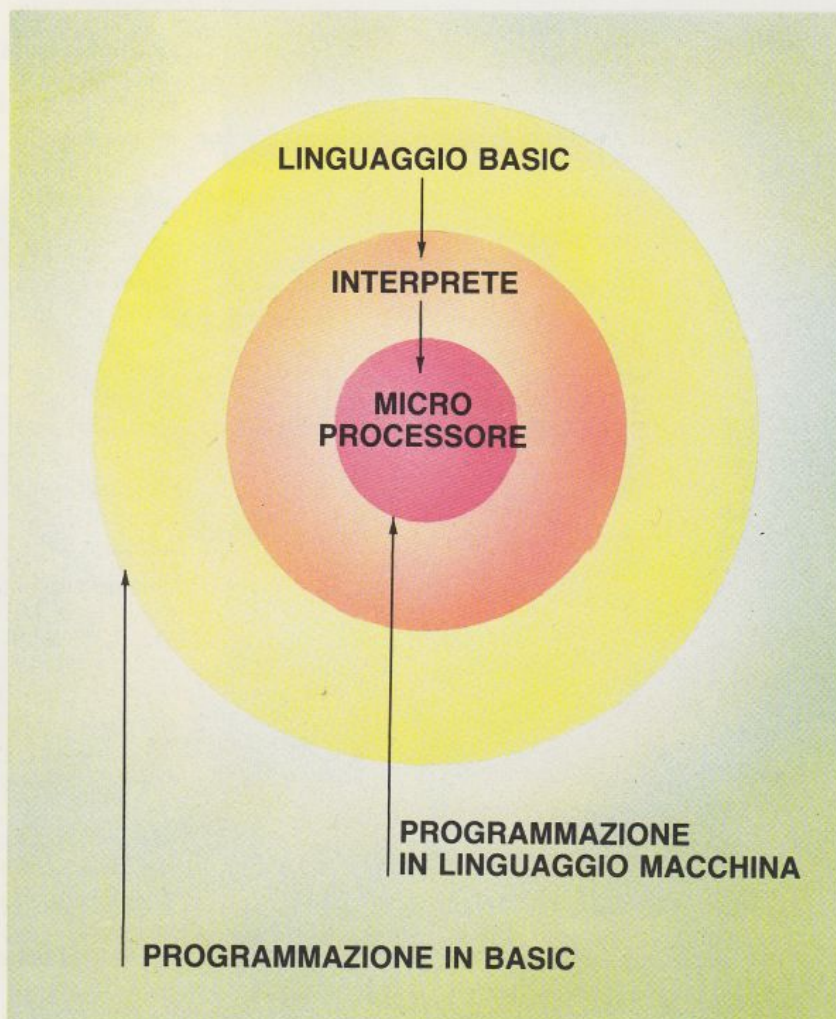 LINGUAGGIO BASIC
INTERPRETE
MICRO
PROCESSORE
PROGRAMMAZIONE
IN LINGUAGGIO MACCHINA
PROGRAMMAZIONE IN BASIC